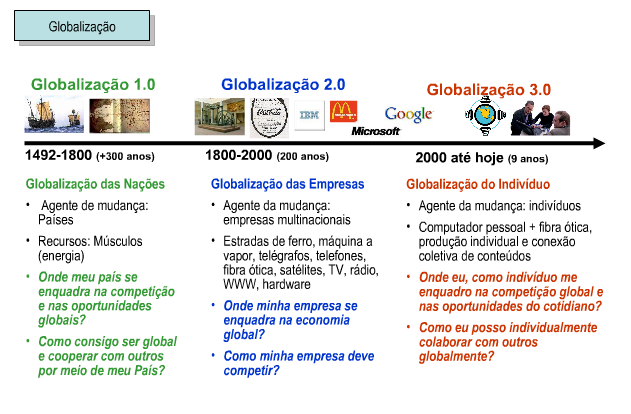 Globalização
Globalização 1.0
Globalização 2.0
Globalização 3.0
IBM
Google
Microsoft
1492-1800 (+300 anos)
1800-2000 (200 anos)
2000 até hoje (9 anos)
Globalização das Nações
• Agente de mudança:
Países
• Recursos: Músculos
(energia)
• Onde meu país se
enquadra na competição
e nas oportunidades
globais?
• Como consigo ser global
e cooperar com outros
por meio de meu País?
Globalização das Empresas
• Agente da mudança:
empresas multinacionais
• Estradas de ferro, máquina a
vapor, telégrafos, telefones,
fibra ótica, satélites, TV, rádio,
WWW, hardware
• Onde minha empresa se
enquadra na economia
global?
• Como minha empresa deve
competir?
Globalização do Indivíduo
• Agente da mudança: indivíduos
• Computador pessoal + fibra ótica,
produção individual e conexão
coletiva de conteúdos
• Onde eu, como indivíduo me
enquadro na competição global e
nas oportunidades do cotidiano?
• Como eu posso individualmente
colaborar com outros
globalmente?